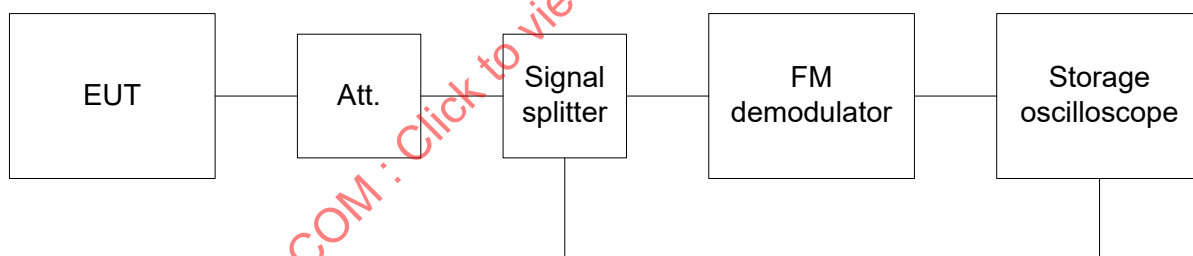 EUT
Att.
Signal
splitter
FM
demodulator
Storage
oscilloscope
COM : Click to vie